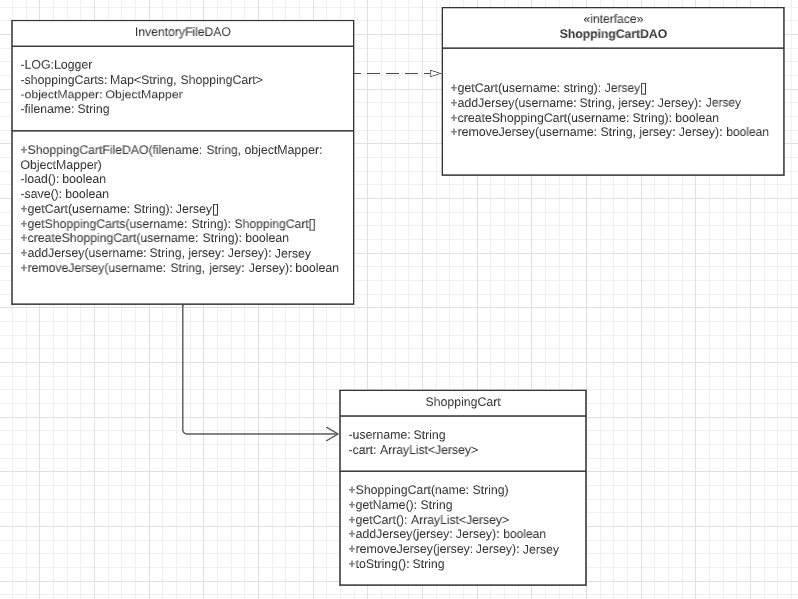 InventoryFileDAO
-LOG:Logger
-shoppingCarts: Map<String, ShoppingCart>
-objectMapper: ObjectMapper
-filename: String
+ShoppingCartFileDAO(filename: String, objectMapper:
ObjectMapper)
-load(): boolean
-save(): boolean
+getCart(username: String): Jersey[]
+getShoppingCarts(username: String): ShoppingCart[]
+createShoppingCart(username: String): boolean
+addJersey(username: String, jersey: Jersey): Jersey
+removeJersey(username: String, jersey: Jersey): boolean
«interface»
ShoppingCartDAO
+getCart(username: string): Jersey[]
+addJersey(username: String, jersey: Jersey): Jersey
+createShoppingCart(username: String): boolean
+removeJersey(username: String, jersey: Jersey): boolean
ShoppingCart
-username: String
-cart: ArrayList<Jersey>
+ShoppingCart(name: String)
+getName(): String
+getCart(): ArrayList<Jersey>
+addJersey(jersey: Jersey): boolean
+removeJersey(jersey: Jersey): Jersey
+toString(): String